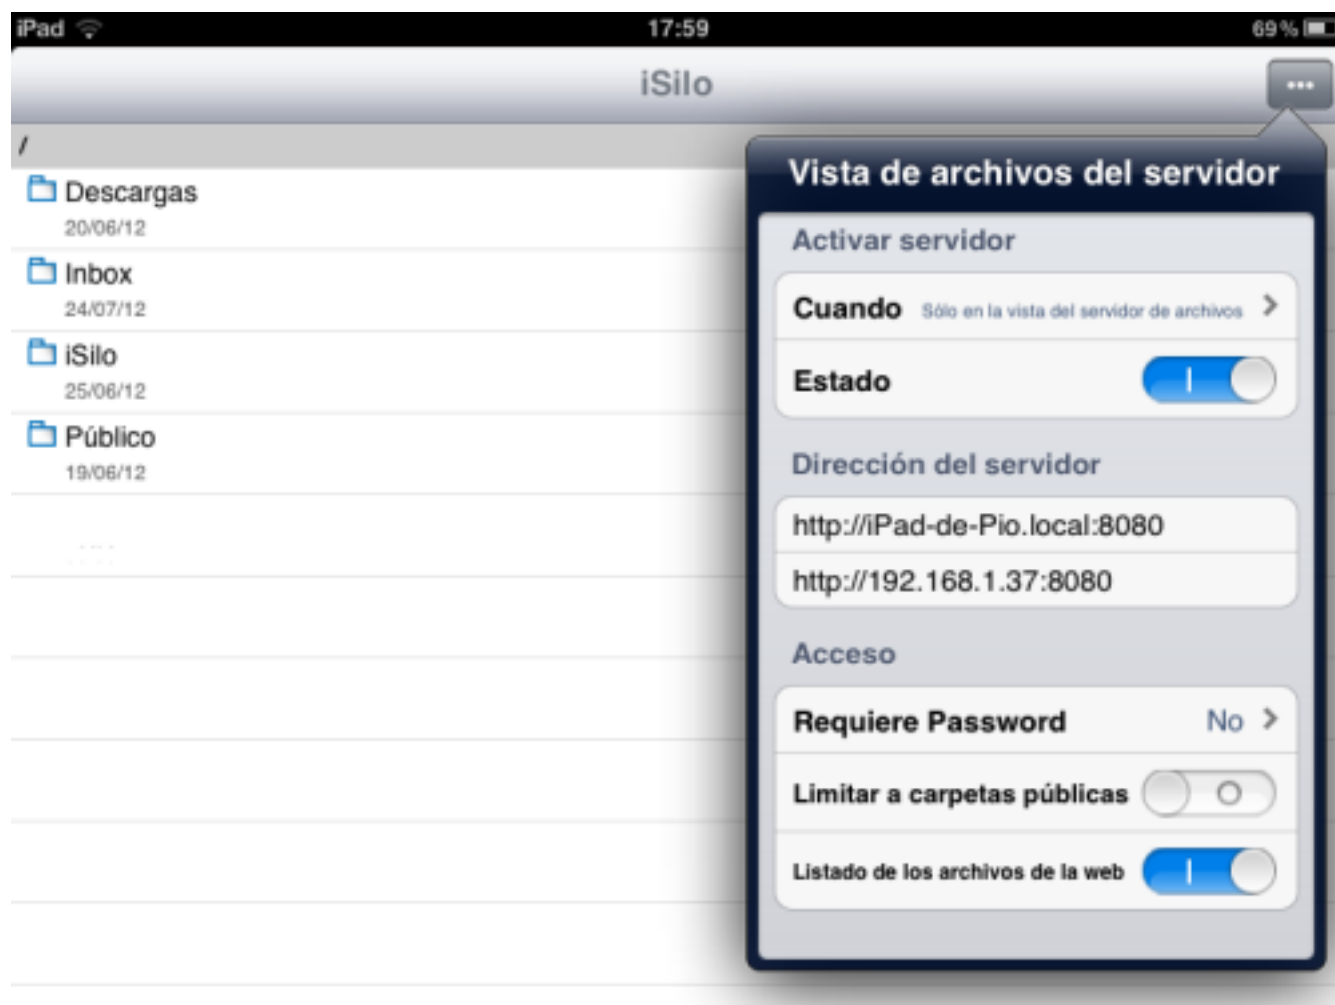 iPad 17:59 69%
iSilo
/
Descargas
20/06/12
Inbox
24/07/12
iSilo
25/06/12
Público
19/06/12
Vista de archivos del servidor
Activar servidor
Cuando Sólo en la vista del servidor de archivos
Estado
Dirección del servidor
http://iPad-de-Pio.local:8080
http://192.168.1.37:8080
Acceso
Requiere Password No
Limitar a carpetas públicas
Listado de los archivos de la web